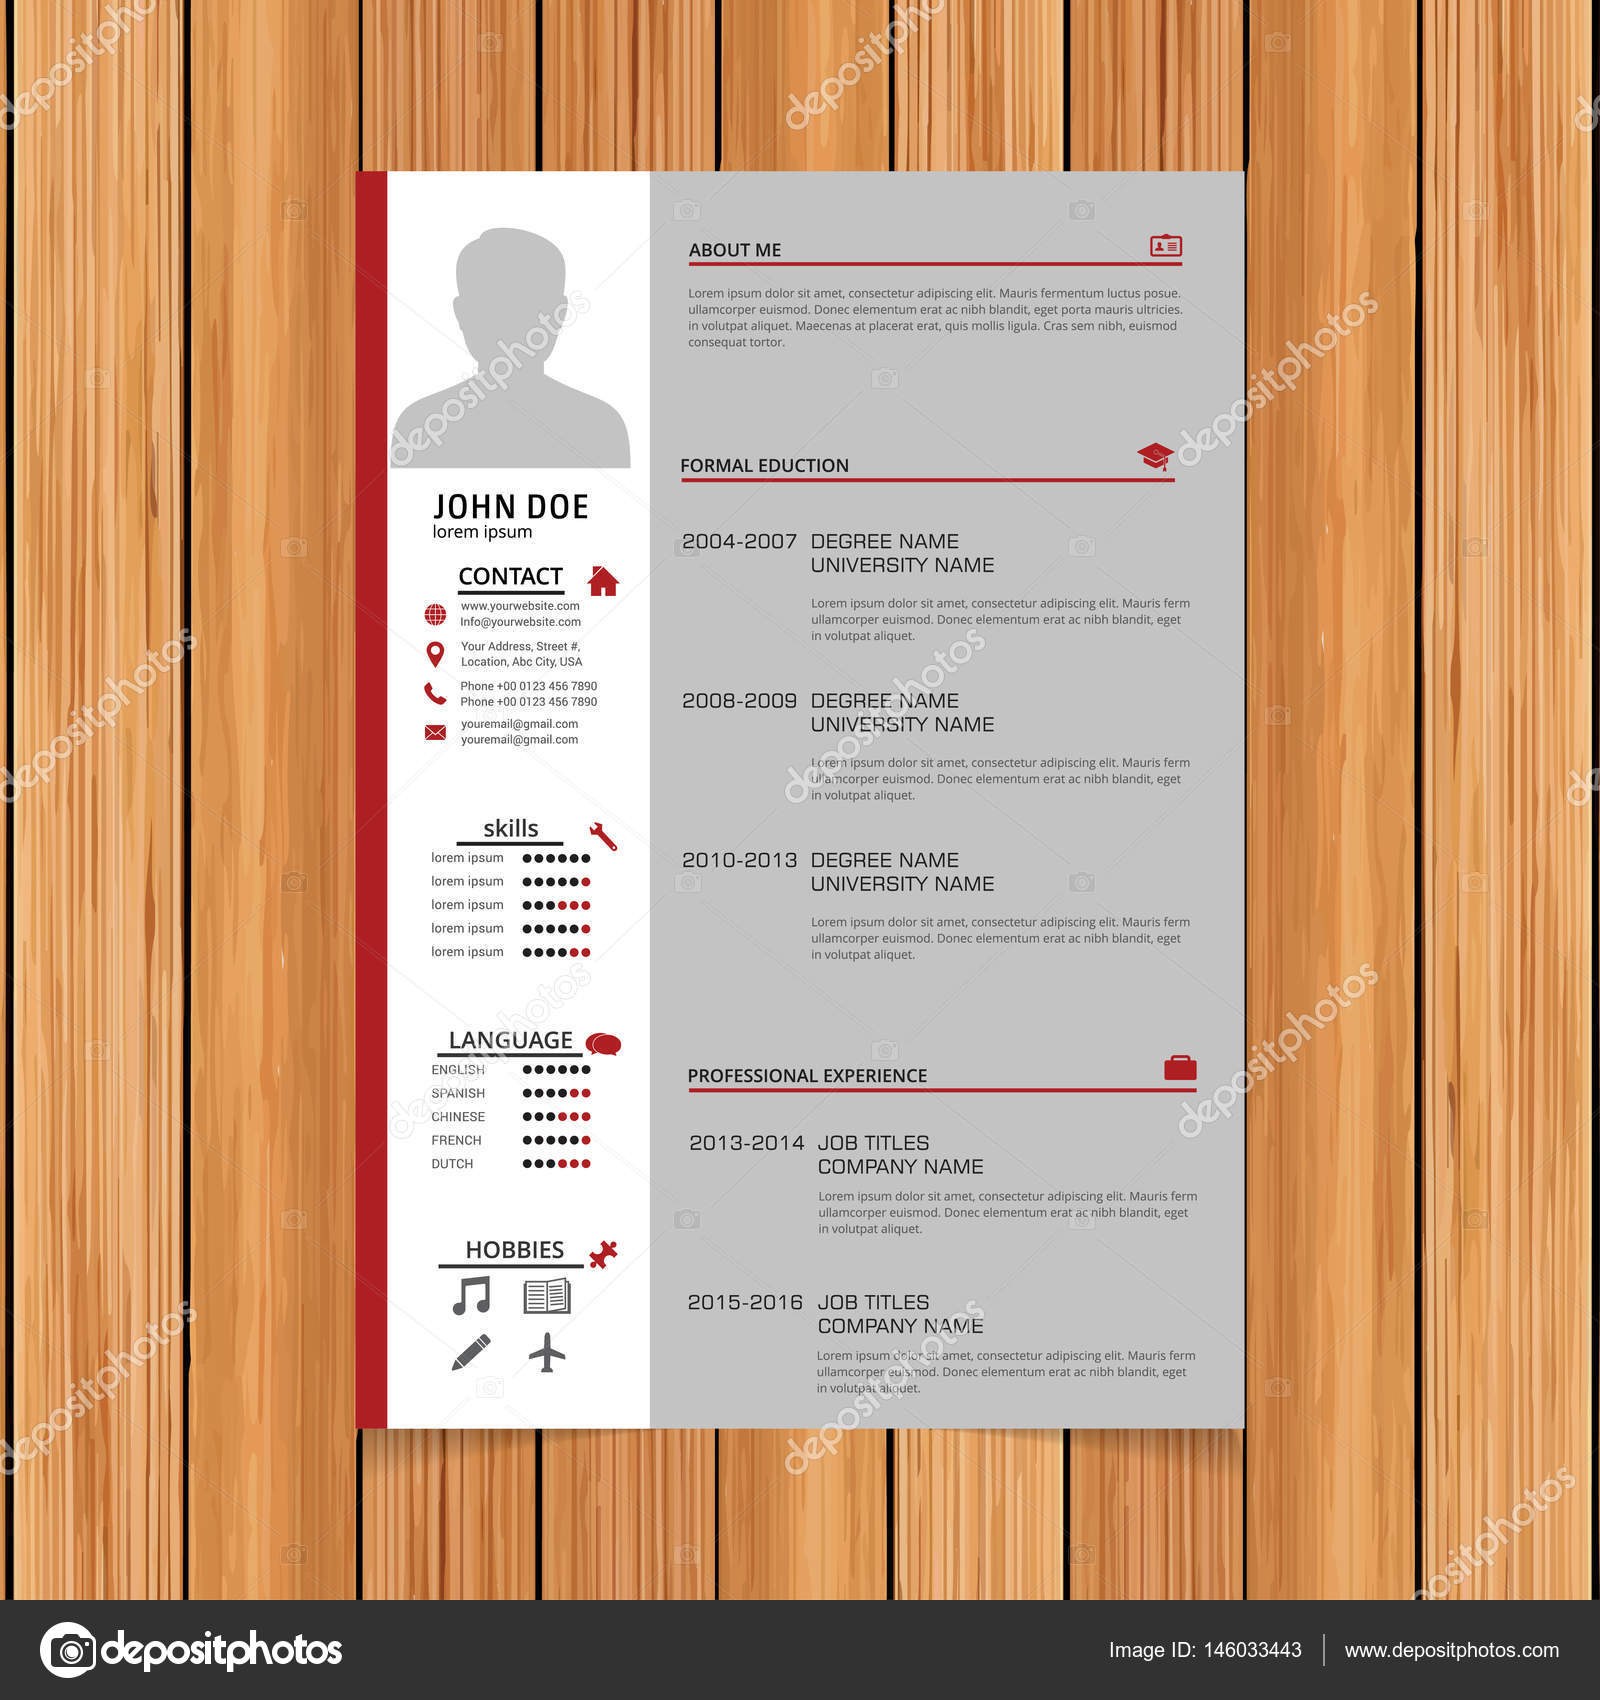 JOHN DOE
lorem ipsum
CONTACT
www.yourwebsite.com
Info@yourwebsite.com
Your Address, Street #,
Location, Abc City, USA
Phone +00 0123 456 7890
Phone +00 0123 456 7890
youremail@gmail.com
youremail@gmail.com
skills
lorem ipsum
lorem ipsum
lorem ipsum
lorem ipsum
lorem ipsum
LANGUAGE
ENGLISH
SPANISH
CHINESE
FRENCH
DUTCH
HOBBIES
ABOUT ME
Lorem ipsum dolor sit amet, consectetur adipiscing elit. Mauris fermentum luctus posue.
ullamcorper euismod. Donec elementum erat ac nibh blandit, eget porta mauris ultricies.
in volutpat aliquet. Maecenas at placerat erat, quis mollis ligula. Cras sem nibh, euismod
consequat tortor.
FORMAL EDUCTION
2004-2007 DEGREE NAME
UNIVERSITY NAME
Lorem ipsum dolor sit amet, consectetur adipiscing elit. Mauris ferm
ullamcorper euismod. Donec elementum erat ac nibh blandit, eget
in volutpat aliquet.
2008-2009 DEGREE NAME
UNIVERSITY NAME
Lorem ipsum dolor sit amet, consectetur adipiscing elit. Mauris ferm
ullamcorper euismod. Donec elementum erat ac nibh blandit, eget
in volutpat aliquet.
2010-2013 DEGREE NAME
UNIVERSITY NAME
Lorem ipsum dolor sit amet, consectetur adipiscing elit. Mauris ferm
ullamcorper euismod. Donec elementum erat ac nibh blandit, eget
in volutpat aliquet.
PROFESSIONAL EXPERIENCE
2013-2014 JOB TITLES
COMPANY NAME
Lorem ipsum dolor sit amet, consectetur adipiscing elit. Mauris ferm
ullamcorper euismod. Donec elementum erat ac nibh blandit, eget
in volutpat aliquet.
2015-2016 JOB TITLES
COMPANY NAME
Lorem ipsum dolor sit amet, consectetur adipiscing elit. Mauris ferm
ullamcorper euismod. Donec elementum erat ac nibh blandit, eget
in volutpat aliquet.
depositphotos
Image ID: 146033443
www.depositphotos.com